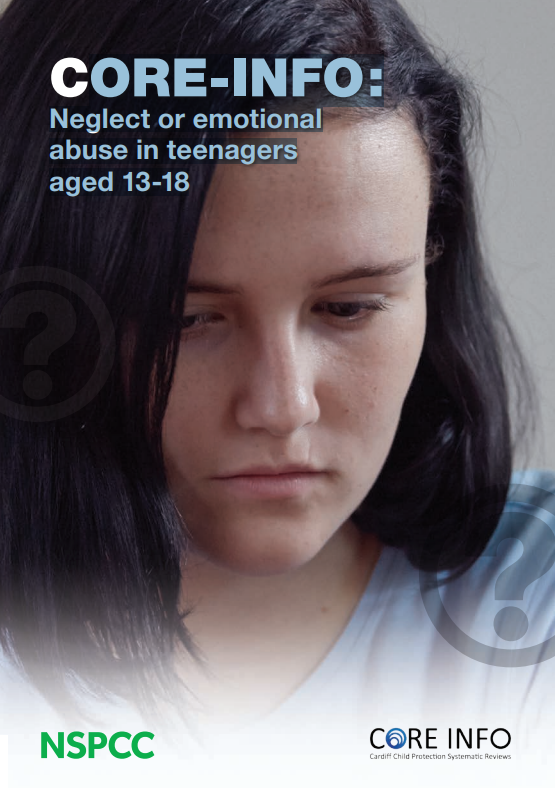 CORE-INFO:
Neglect or emotional
abuse in teenagers
aged 13-18
?
?
NSPCC
CORE INFO
Cardiff Child Protection Systematic Reviews